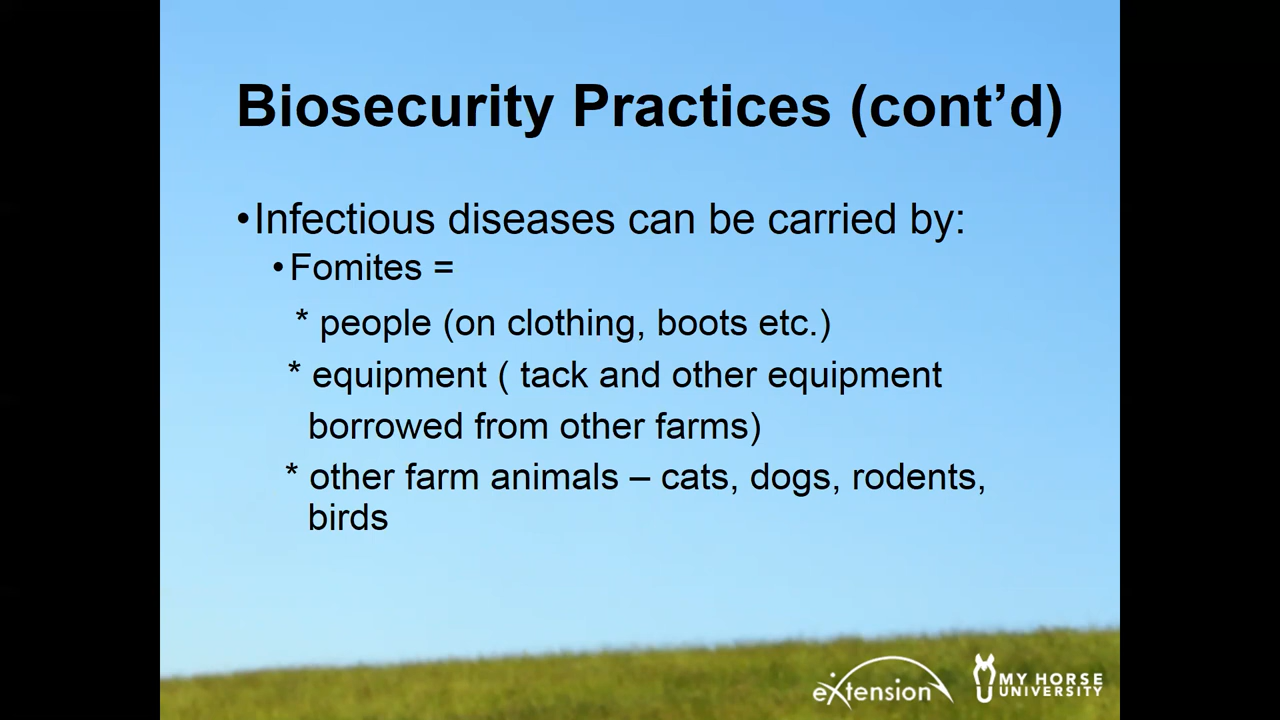 Biosecurity Practices (cont’d)
•Infectious diseases can be carried by:
•Fomites =
* people (on clothing, boots etc.)
* equipment ( tack and other equipment
borrowed from other farms)
* other farm animals – cats, dogs, rodents,
birds
eXtension
MY HORSE
UNIVERSITY